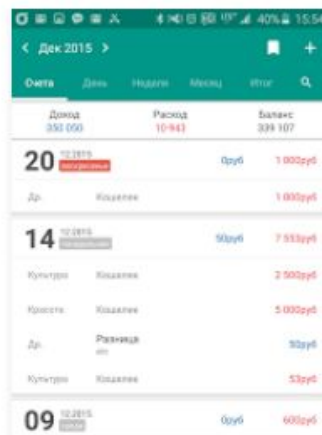 40% 15:54
Дек 2015
Счета День Неделя Месяц Итог
Доход Расход Баланс
350 050 10 943 339 107
20 12.2015 воскресенье 0руб 1 000руб
Др. Кошелек 1 000руб
14 12.2015 понедельник 50руб 7 553руб
Культура Кошелек 2 500руб
Красота Кошелек 5 000руб
Др. Разница 50руб
Культура Кошелек 53руб
09 12.2015 среда 0руб 600руб